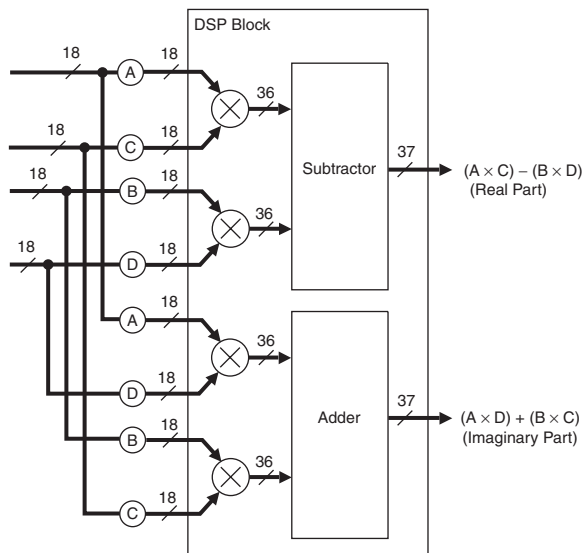 DSP Block
18
18
A
18
C
18
36
18
B
18
18
D
18
36
Subtractor
37
(A × C) – (B × D)
(Real Part)
A
18
D
18
36
B
18
C
18
36
Adder
37
(A × D) + (B × C)
(Imaginary Part)
18